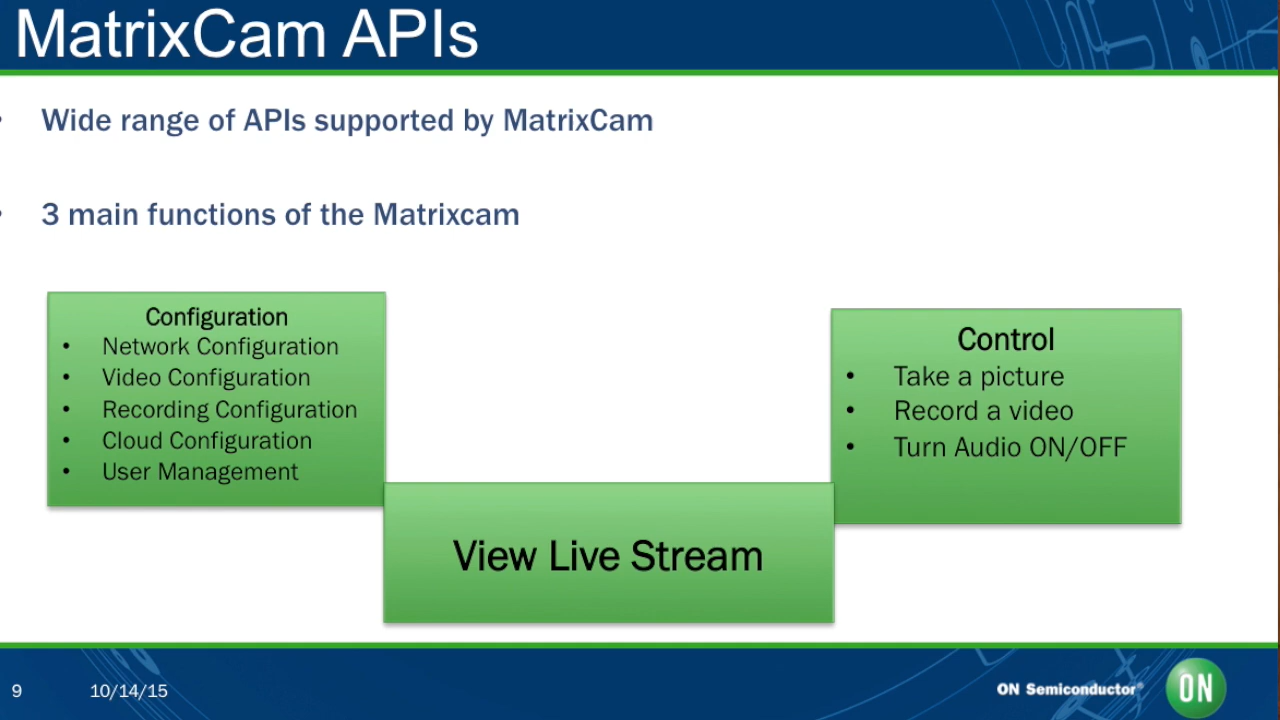 MatrixCam APIs
• Wide range of APIs supported by MatrixCam
• 3 main functions of the Matrixcam
Configuration
• Network Configuration
• Video Configuration
• Recording Configuration
• Cloud Configuration
• User Management
Control
• Take a picture
• Record a video
• Turn Audio ON/OFF
View Live Stream
9 10/14/15
ON Semiconductor®
ON